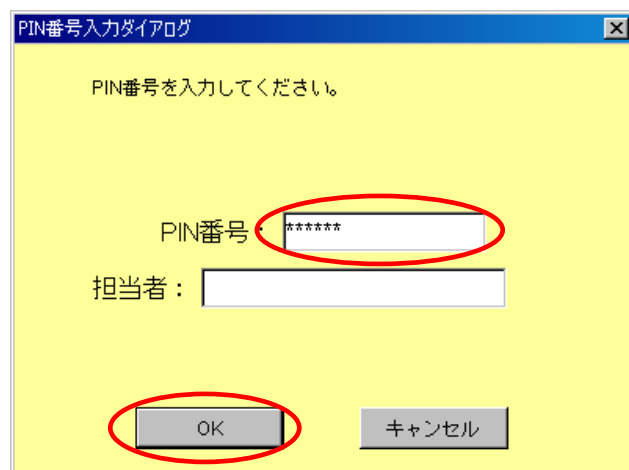 PIN番号入力ダイアログ
PIN番号を入力してください。
PIN番号： ******
担当者：
OK キャンセル